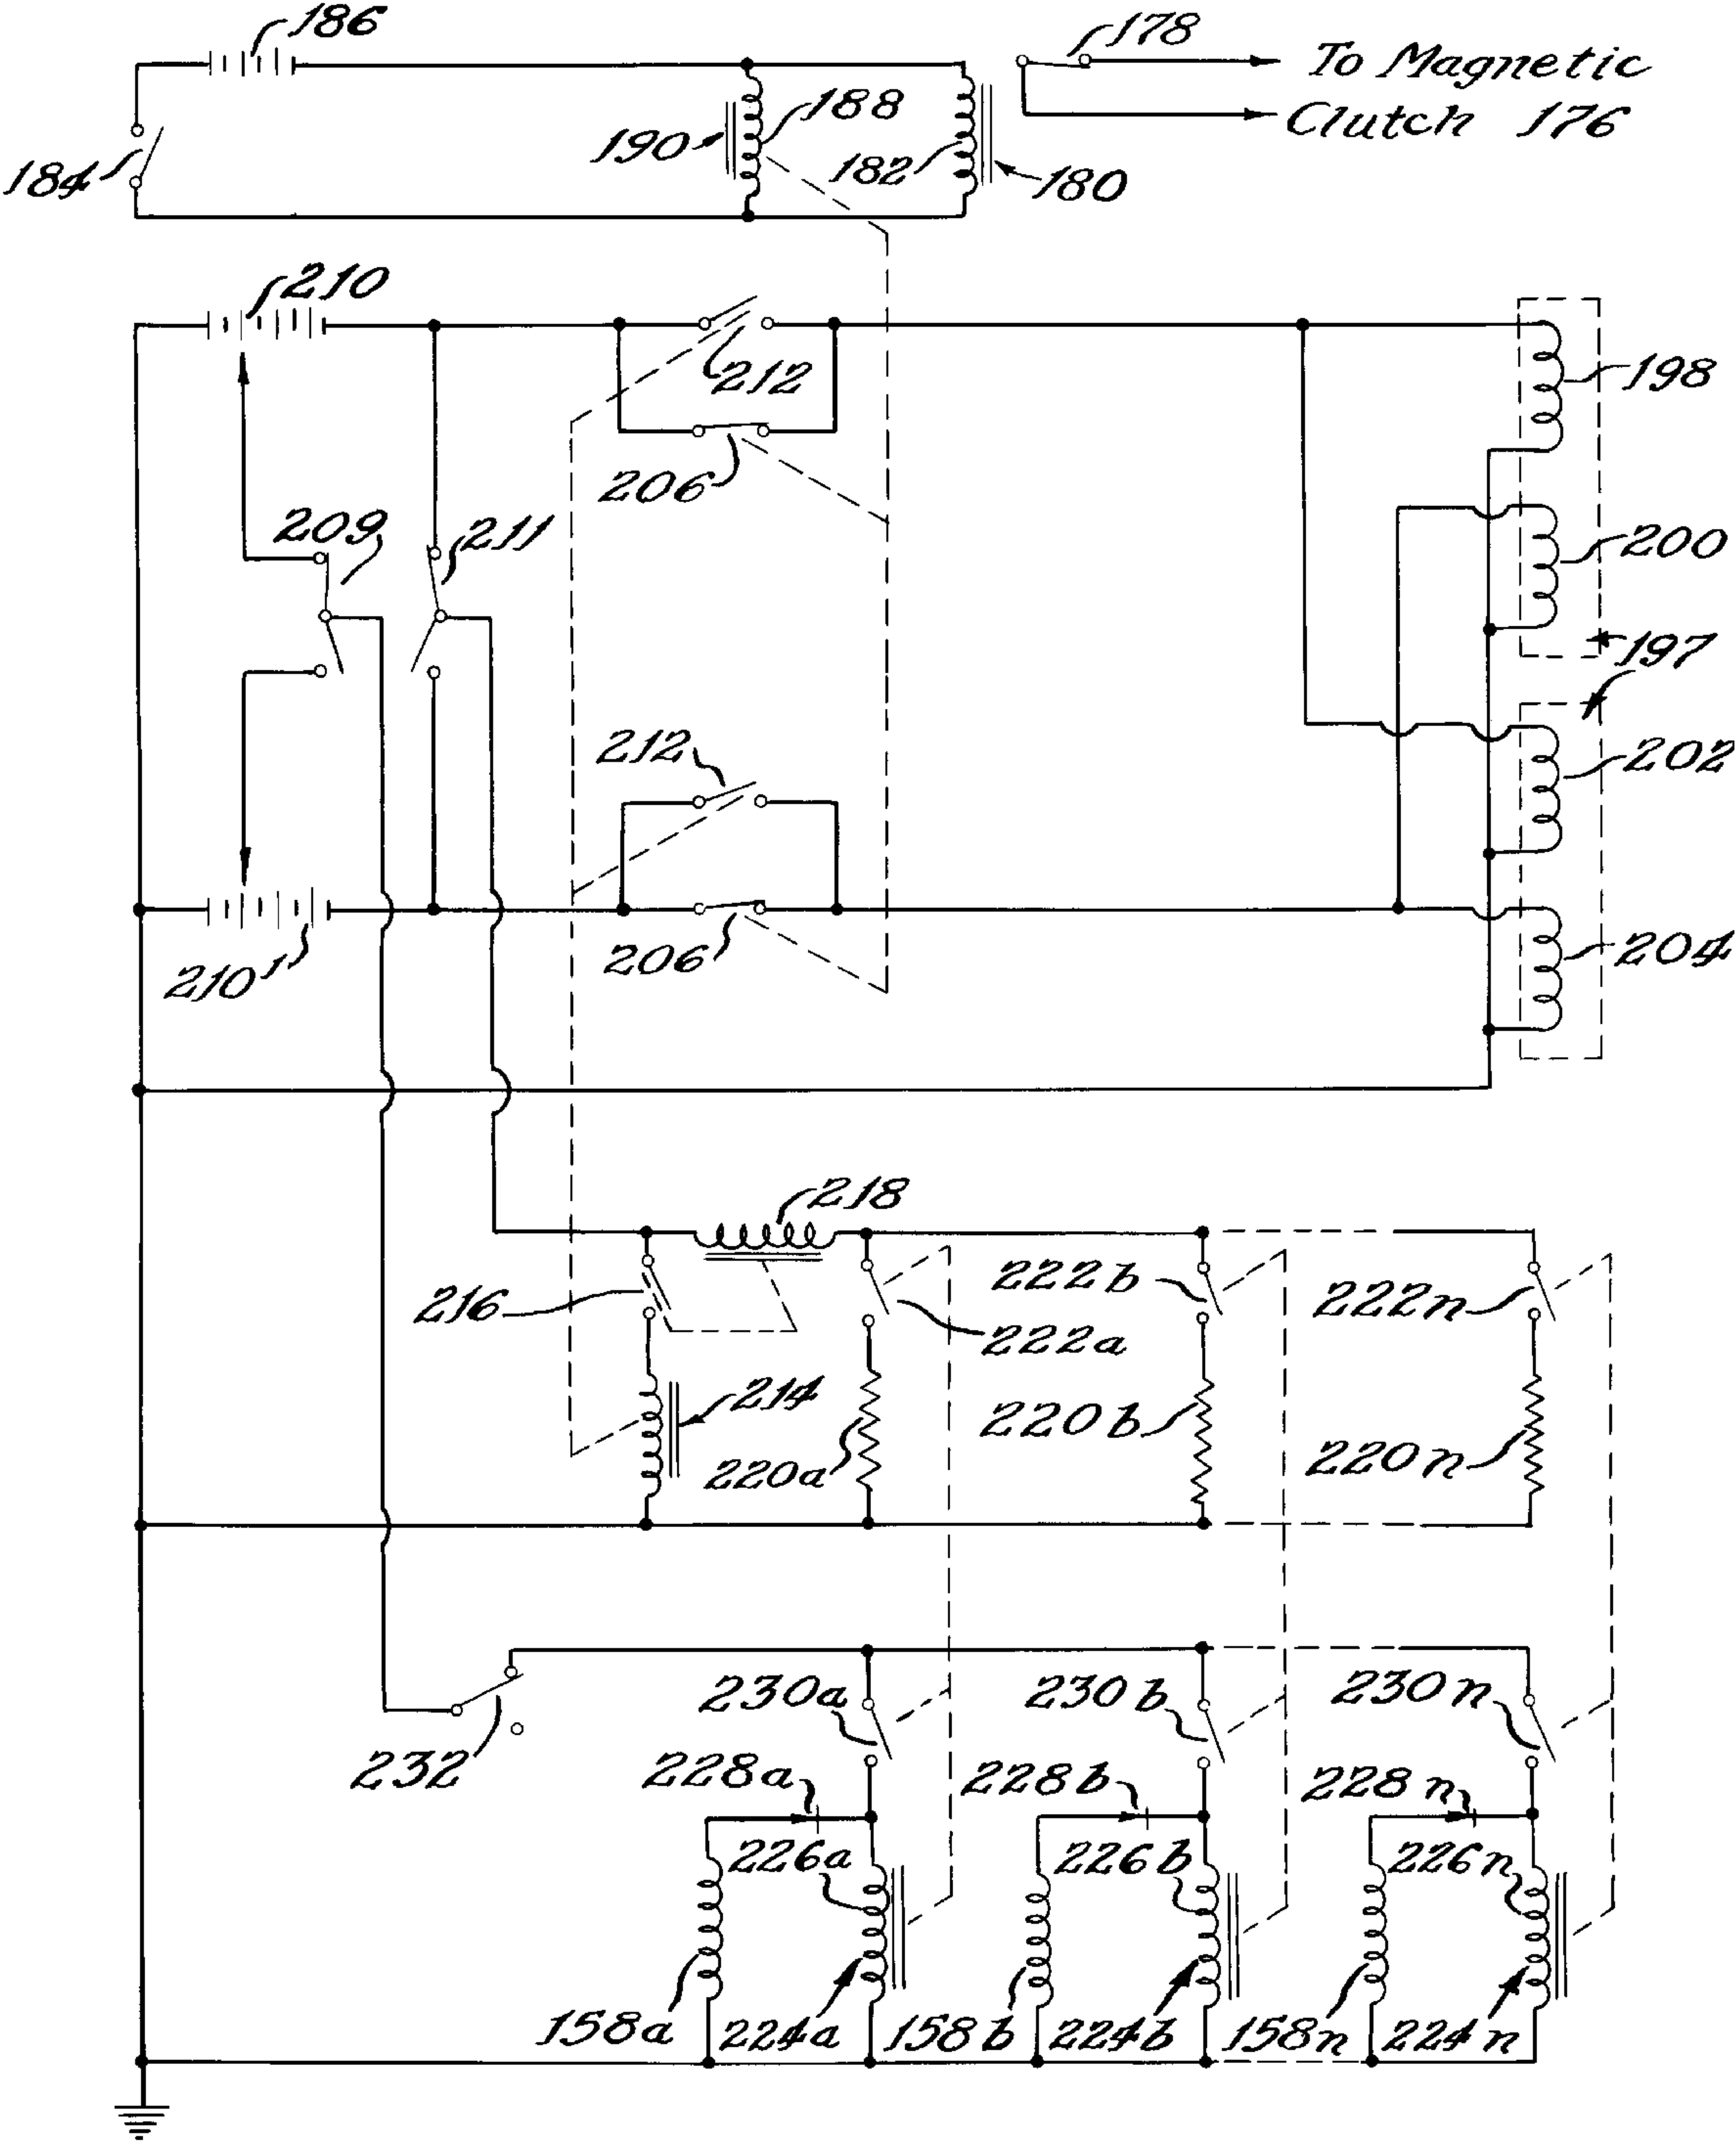 186
178
To Magnetic
Clutch 176
184
190
188
182
180
210
212
198
206
209
211
200
197
212
202
210¹
206
204
218
216
222a
222b
222n
214
220a
220b
220n
232
230a
230b
230n
228a
228b
228n
226a
226b
226n
158a
224a
158b
224b
158n
224n